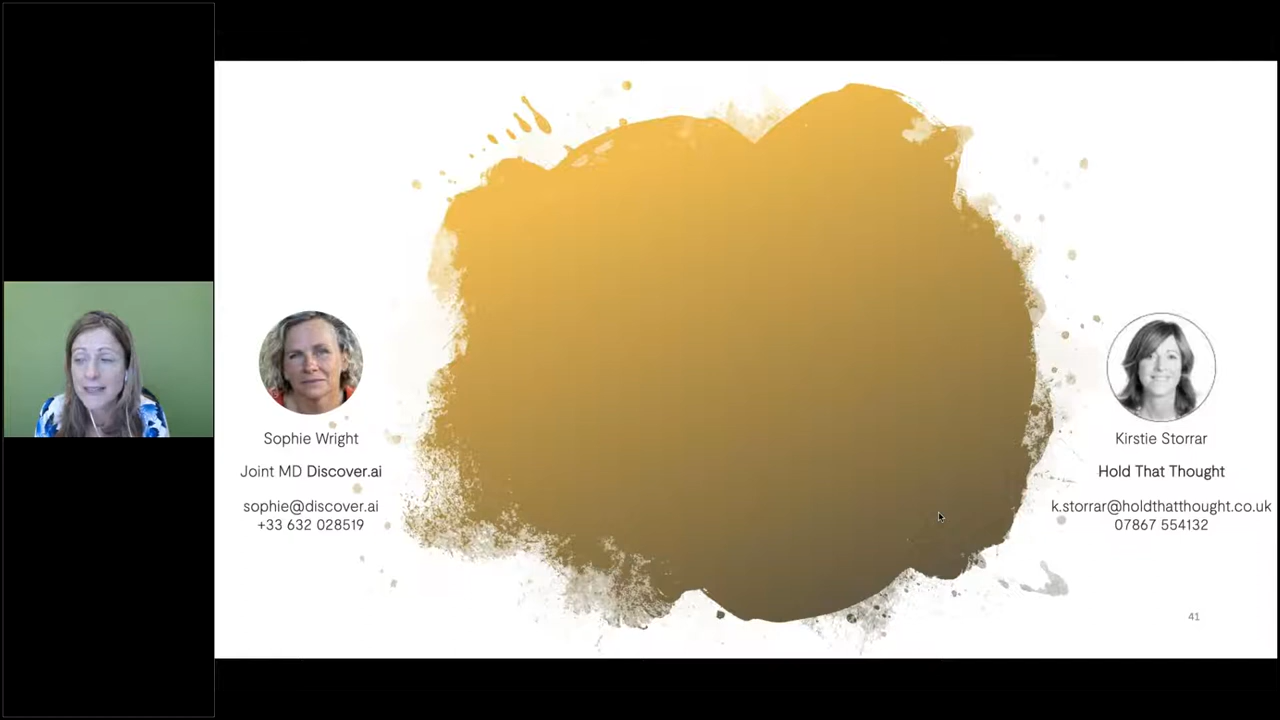 Sophie Wright
Joint MD Discover.ai
sophie@discover.ai
+33 632 028519
Kirstie Storrar
Hold That Thought
k.storrar@holdthatthought.co.uk
07867 554132
41